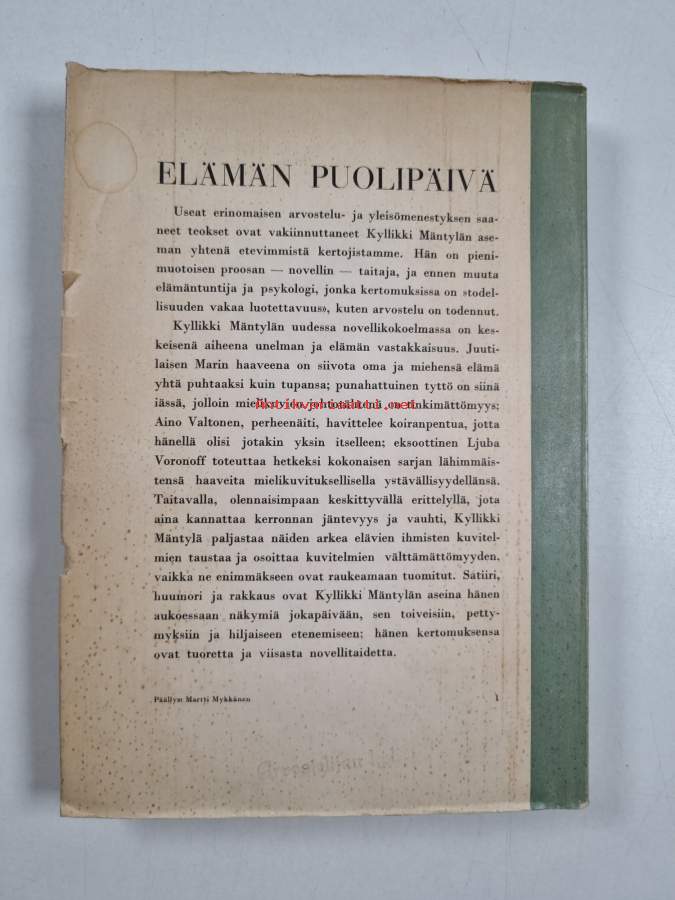 ELÄMÄN PUOLIPÄIVÄ
Useat erinomaisen arvostelu- ja yleisömenestyksen saa-
neet teokset ovat vakiinnuttaneet Kyllikki Mäntylän ase-
man yhtenä etevimmistä kertojistamme. Hän on pieni-
muotoisen proosan — novellin — taitaja, ja ennen muuta
elämäntuntija ja psykologi, jonka kertomuksissa on »todel-
lisuuden vakaa luotettavuus», kuten arvostelu on todennut.
Kyllikki Mäntylän uudessa novellikokoelmassa on kes-
keisenä aiheena unelman ja elämän vastakkaisuus. Juuti-
laisen Marin haaveena on siivota oma ja miehensä elämä
yhtä puhtaaksi kuin tupansa; punahattuinen tyttö on siinä
iässä, jolloin mielikuvien johtotähtenä on tinkimättömyys;
Aino Valtonen, perheenäiti, havittelee koiranpentua, jotta
hänellä olisi jotakin yksin itselleen; eksoottinen Ljuba
Voronoff toteuttaa hetkeksi kokonaisen sarjan lähimmäis-
tensä haaveita mielikuvituksellisella ystävällisyydellänsä.
Taitavalla, olennaisimpaan keskittyvällä erittelyllä, jota
aina kannattaa kerronnan jäntevyys ja vauhti, Kyllikki
Mäntylä paljastaa näiden arkea elävien ihmisten kuvitel-
mien taustaa ja osoittaa kuvitelmien välttämättömyyden,
vaikka ne enimmäkseen ovat raukeamaan tuomitut. Satiiri,
huumori ja rakkaus ovat Kyllikki Mäntylän aseina hänen
aukoessaan näkymiä jokapäivään, sen toiveisiin, petty-
myksiin ja hiljaiseen etenemiseen; hänen kertomuksensa
ovat tuoretta ja viisasta novellitaidetta.
Päällys Martti Mykkänen 1